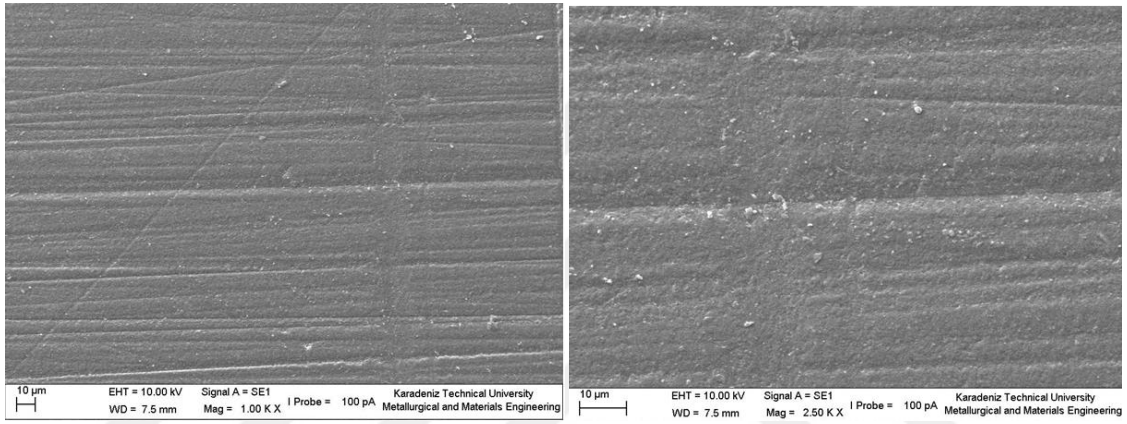 10 µm EHT = 10.00 kV Signal A = SE1 I Probe = 100 pA Karadeniz Technical University
WD = 7.5 mm Mag = 1.00 K X Metallurgical and Materials Engineering
10 µm EHT = 10.00 kV Signal A = SE1 I Probe = 100 pA Karadeniz Technical University
WD = 7.5 mm Mag = 2.50 K X Metallurgical and Materials Engineering